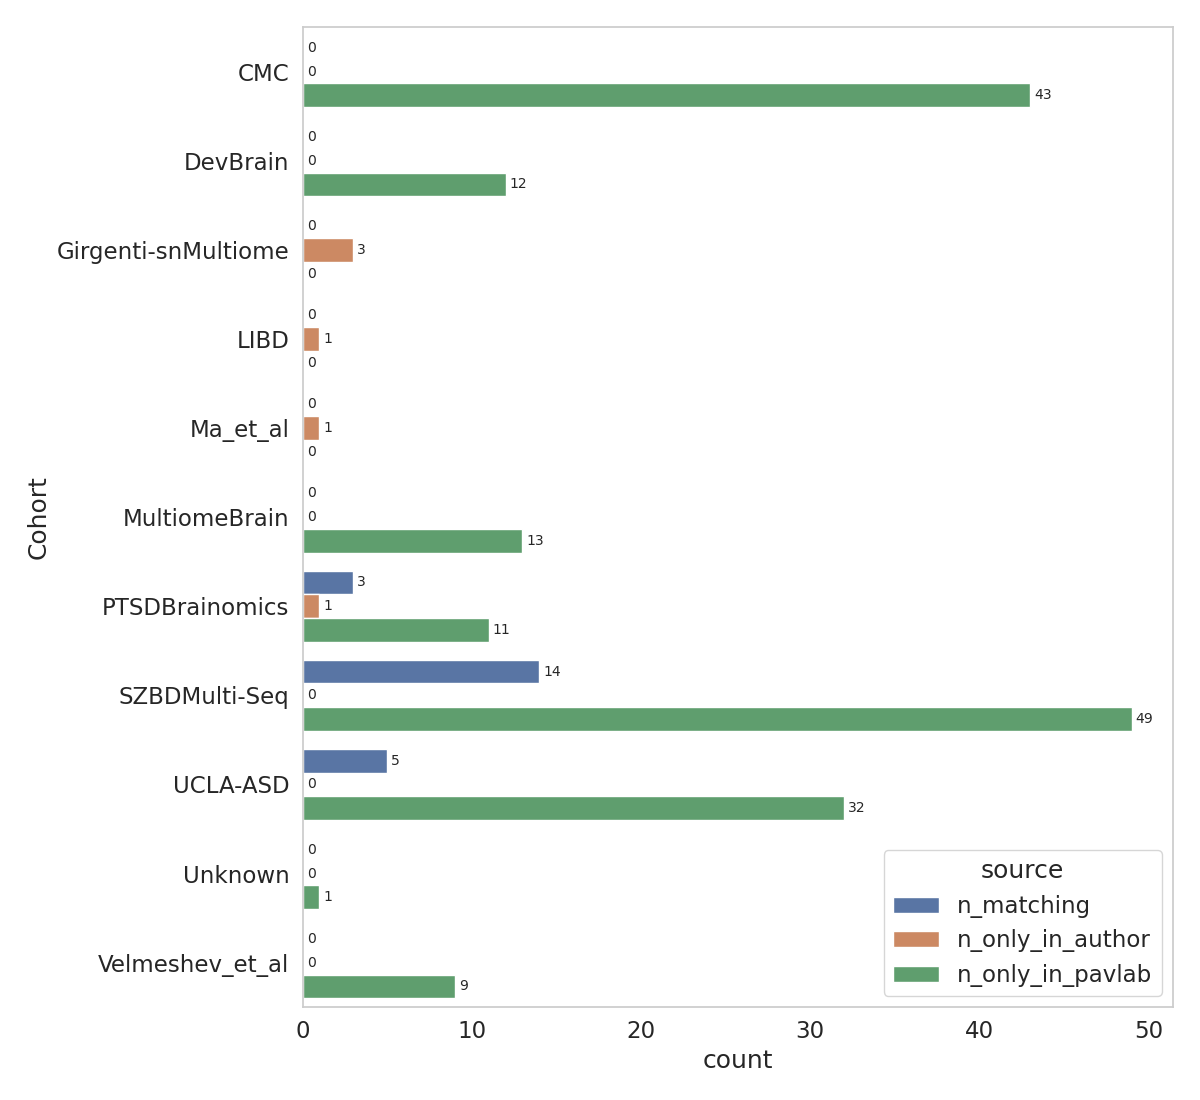 CMC
0
0
43
DevBrain
0
0
12
Girgenti-snMultiome
0
3
0
LIBD
0
1
0
Ma_et_al
0
1
0
MultiomeBrain
0
0
13
PTSDBrainomics
3
1
11
SZBDMulti-Seq
14
0
49
UCLA-ASD
5
0
32
Unknown
0
0
1
Velmeshev_et_al
0
0
9
Cohort
source
n_matching
n_only_in_author
n_only_in_pavlab
0 10 20 30 40 50
count